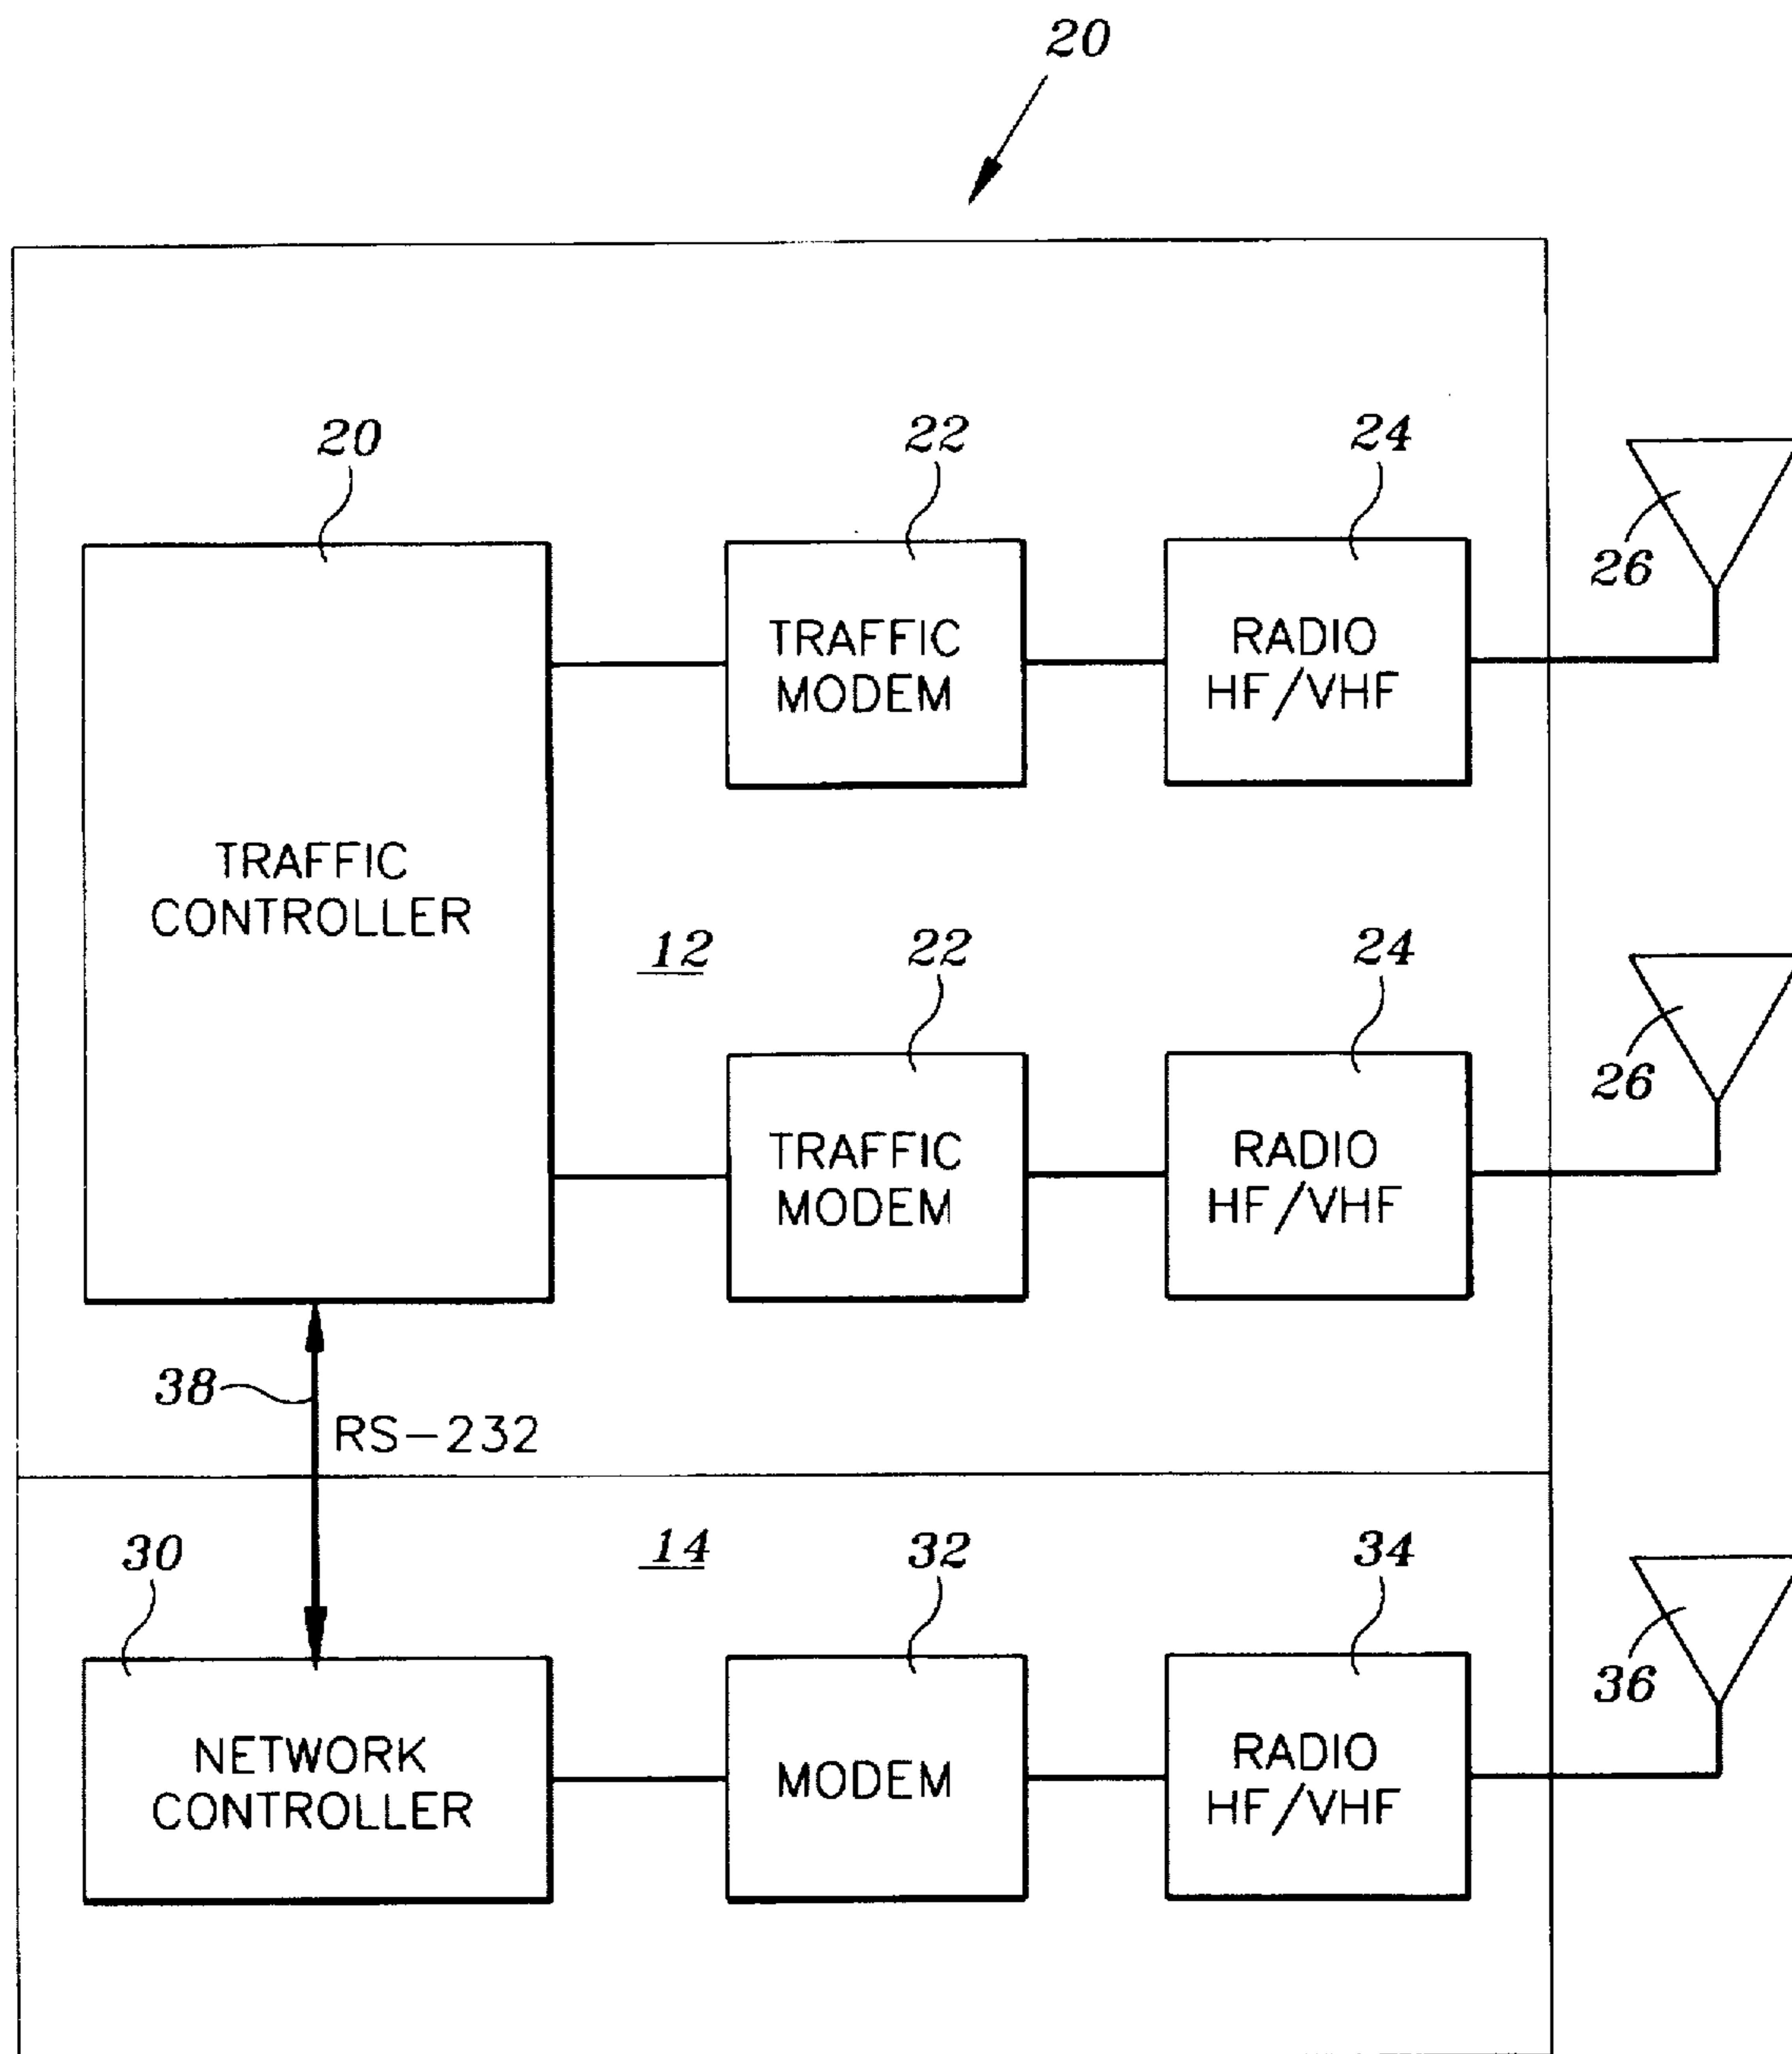 20
20
22
24
26
TRAFFIC
MODEM
RADIO
HF/VHF
TRAFFIC
CONTROLLER
12
22
24
26
TRAFFIC
MODEM
RADIO
HF/VHF
38
RS-232
30
14
32
34
36
NETWORK
CONTROLLER
MODEM
RADIO
HF/VHF